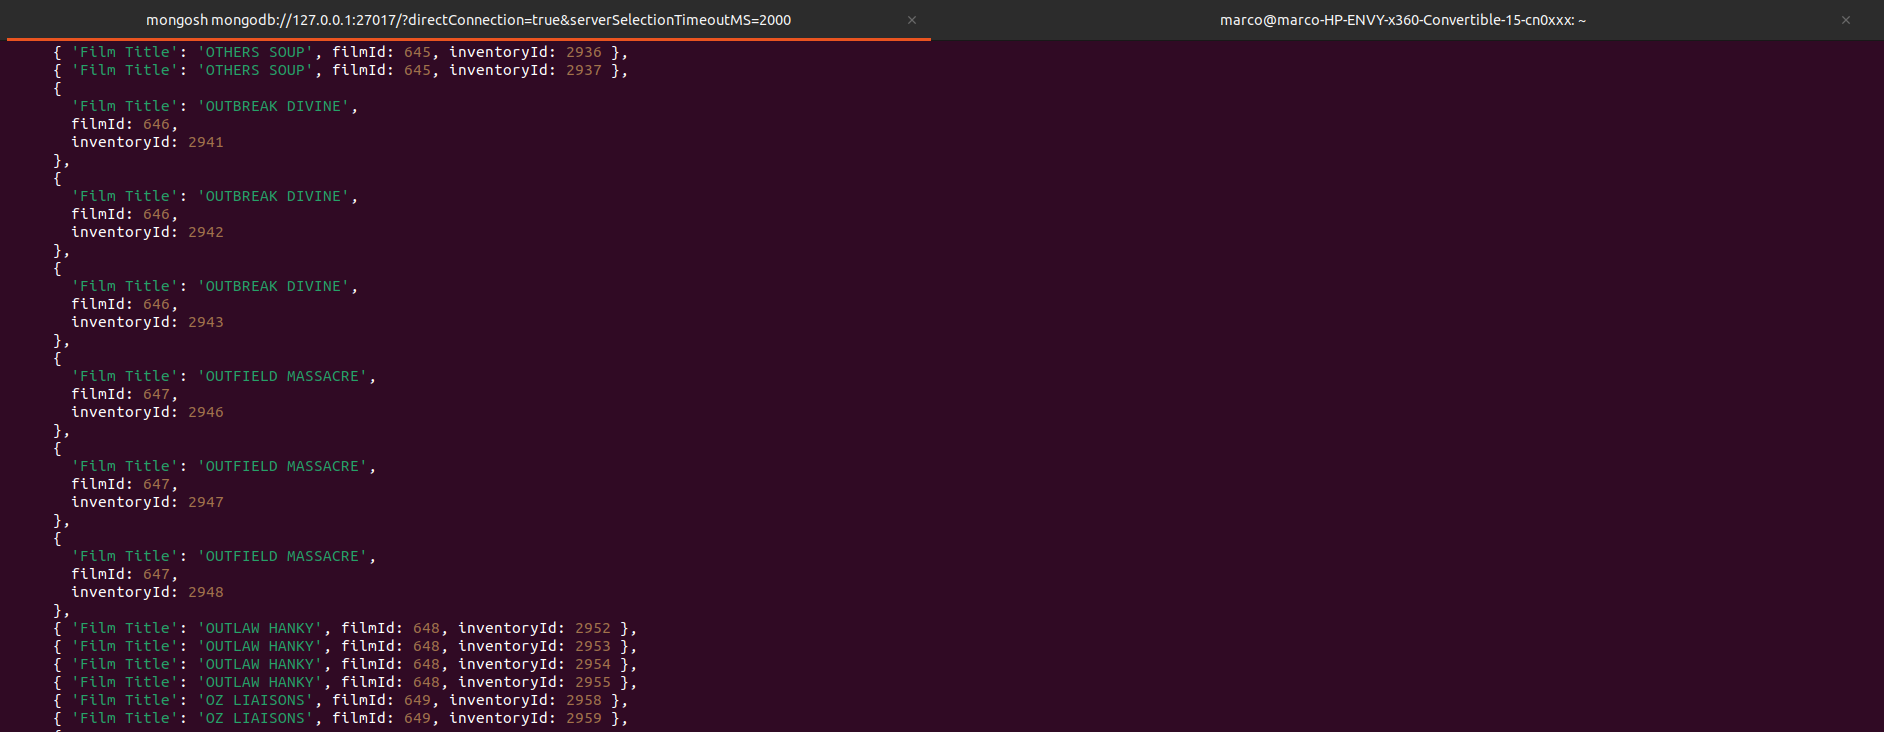 mongosh mongodb://127.0.0.1:27017/?directConnection=true&serverSelectionTimeoutMS=2000 × marco@marco-HP-ENVY-x360-Convertible-15-cn0xxx: ~ ×
{ 'Film Title': 'OTHERS SOUP', filmId: 645, inventoryId: 2936 },
{ 'Film Title': 'OTHERS SOUP', filmId: 645, inventoryId: 2937 },
{
'Film Title': 'OUTBREAK DIVINE',
filmId: 646,
inventoryId: 2941
},
{
'Film Title': 'OUTBREAK DIVINE',
filmId: 646,
inventoryId: 2942
},
{
'Film Title': 'OUTBREAK DIVINE',
filmId: 646,
inventoryId: 2943
},
{
'Film Title': 'OUTFIELD MASSACRE',
filmId: 647,
inventoryId: 2946
},
{
'Film Title': 'OUTFIELD MASSACRE',
filmId: 647,
inventoryId: 2947
},
{
'Film Title': 'OUTFIELD MASSACRE',
filmId: 647,
inventoryId: 2948
},
{ 'Film Title': 'OUTLAW HANKY', filmId: 648, inventoryId: 2952 },
{ 'Film Title': 'OUTLAW HANKY', filmId: 648, inventoryId: 2953 },
{ 'Film Title': 'OUTLAW HANKY', filmId: 648, inventoryId: 2954 },
{ 'Film Title': 'OUTLAW HANKY', filmId: 648, inventoryId: 2955 },
{ 'Film Title': 'OZ LIAISONS', filmId: 649, inventoryId: 2958 },
{ 'Film Title': 'OZ LIAISONS', filmId: 649, inventoryId: 2959 },